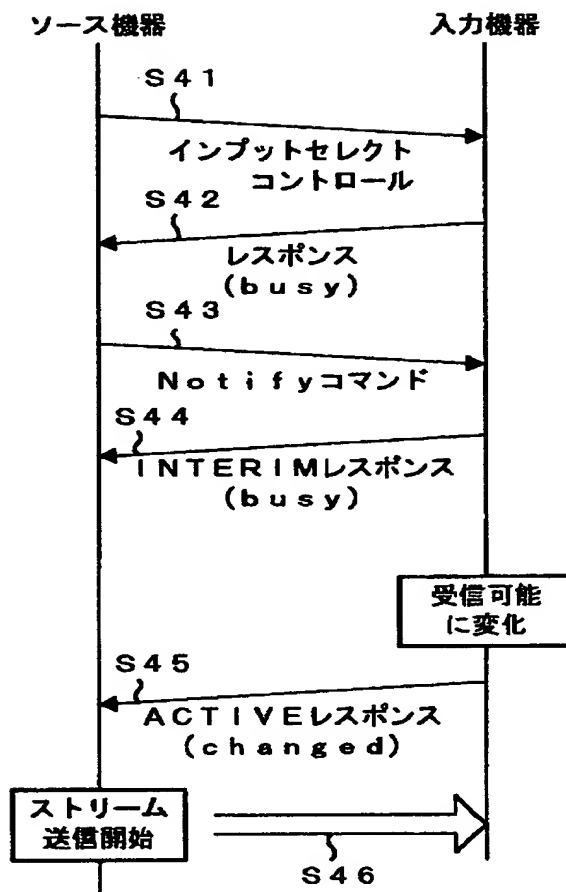 ソース機器
入力機器
S41
インプットセレクト
コントロール
S42
レスポンス
(busy)
S43
Notifyコマンド
S44
INTERIMレスポンス
(busy)
受信可能
に変化
S45
ACTIVEレスポンス
(changed)
ストリーム
送信開始
S46